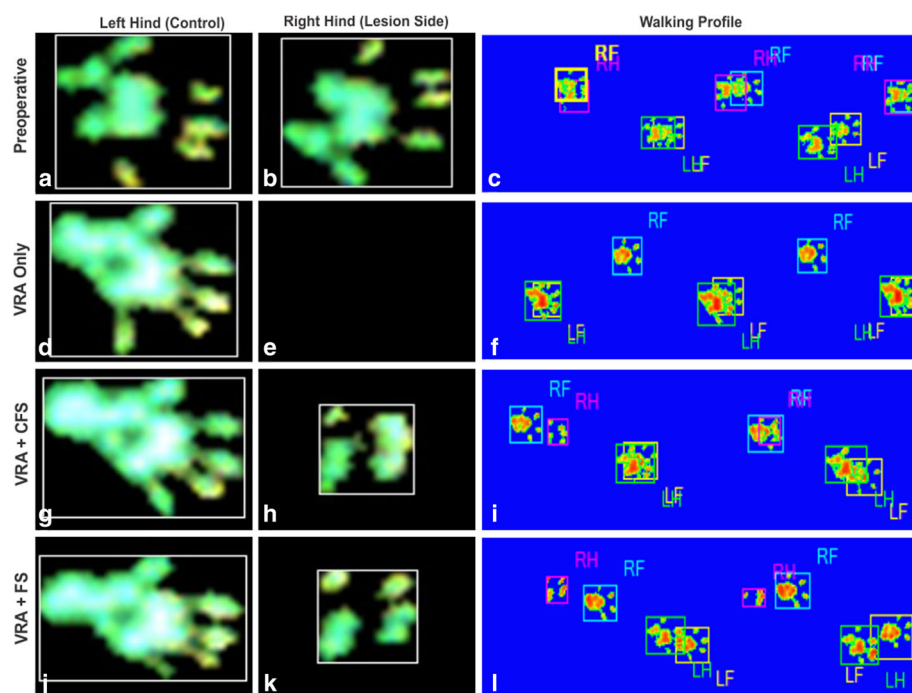 Left Hind (Control)
Right Hind (Lesion Side)
Walking Profile
Preoperative
a
b
RF
RH
RH
RF
RH
RF
LH
LF
LF
LH
c
VRA Only
d
e
RF
RF
LF
LH
LF
LH
LH
LF
f
VRA + CFS
g
h
RF
RH
RF
RH
LF
LH
LH
LF
i
VRA + FS
j
k
RH
RF
RH
RF
LH
LF
LF
LH
l